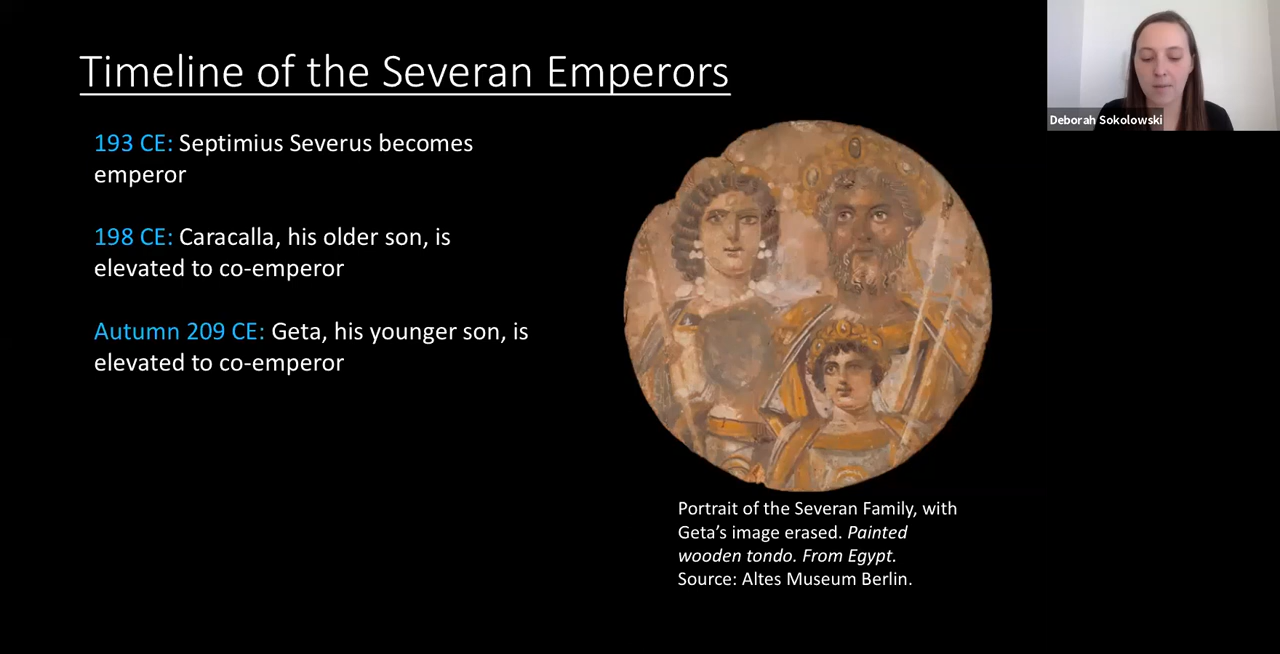 Timeline of the Severan Emperors
193 CE: Septimius Severus becomes
emperor
198 CE: Caracalla, his older son, is
elevated to co-emperor
Autumn 209 CE: Geta, his younger son, is
elevated to co-emperor
Portrait of the Severan Family, with
Geta’s image erased. Painted
wooden tondo. From Egypt.
Source: Altes Museum Berlin.
Deborah Sokolowski